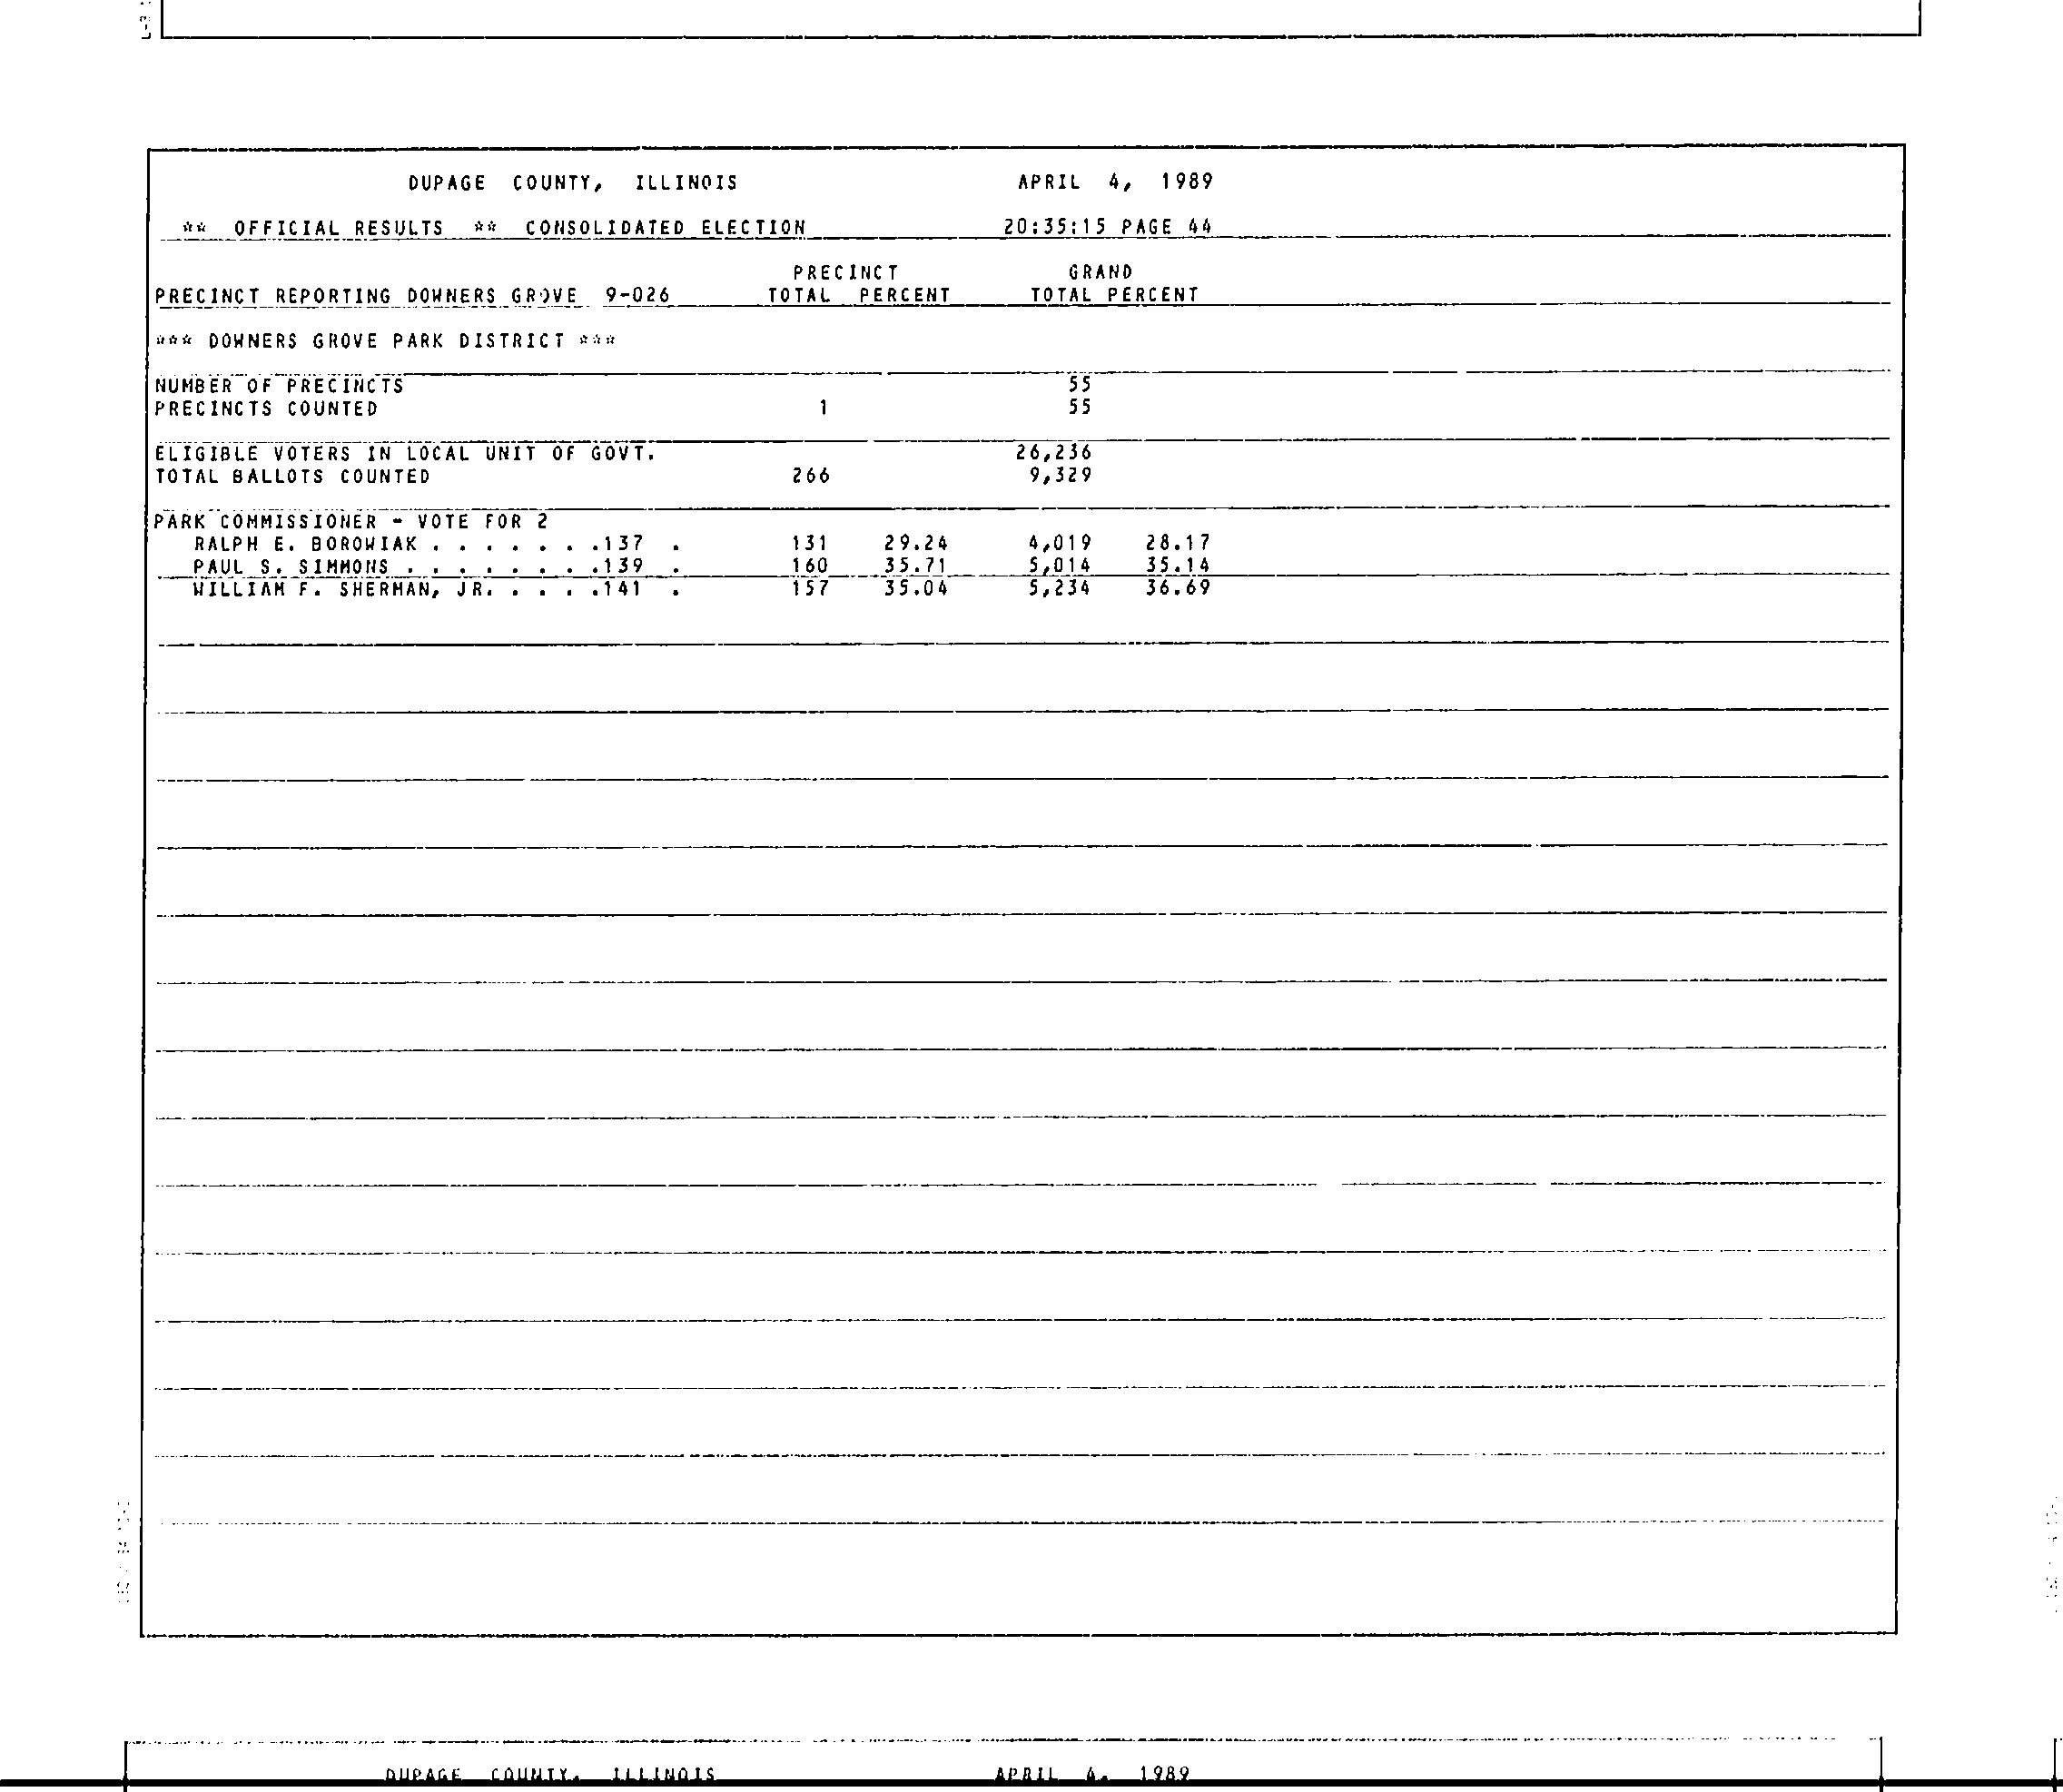 DUPAGE COUNTY, ILLINOIS APRIL 4, 1989
** OFFICIAL RESULTS ** CONSOLIDATED ELECTION 20:35:15 PAGE 44
PRECINCT GRAND
PRECINCT REPORTING DOWNERS GROVE 9-026 TOTAL PERCENT TOTAL PERCENT
*** DOWNERS GROVE PARK DISTRICT ***
NUMBER OF PRECINCTS 55
PRECINCTS COUNTED 1 55
ELIGIBLE VOTERS IN LOCAL UNIT OF GOVT. 26,236
TOTAL BALLOTS COUNTED 266 9,329
PARK COMMISSIONER - VOTE FOR 2
RALPH E. BOROWIAK . . . . . . .137 . 131 29.24 4,019 28.17
PAUL S. SIMMONS . . . . . . . .139 . 160 35.71 5,014 35.14
WILLIAM F. SHERMAN, JR. . . . .141 . 157 35.04 5,234 36.69
DUPAGE COUNTY, ILLINOIS APRIL 4, 1989